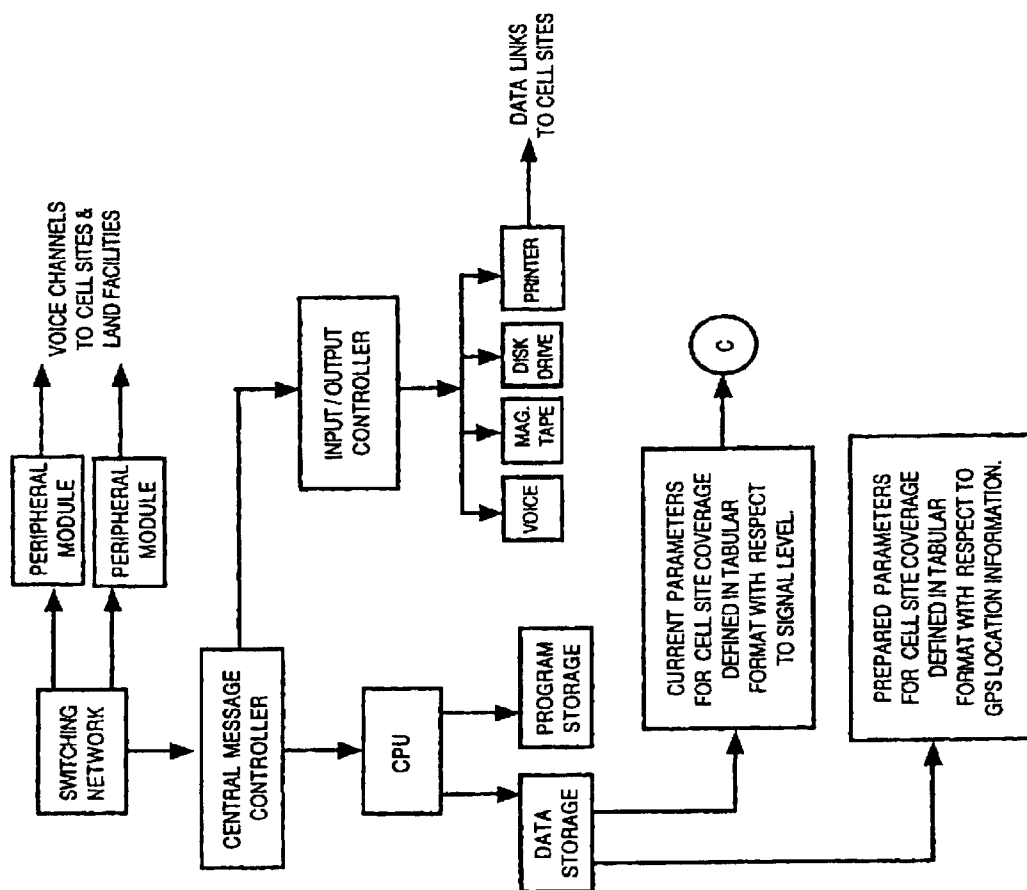 SWITCHING
NETWORK
PERIPHERAL
MODULE
PERIPHERAL
MODULE
VOICE CHANNELS
TO CELL SITES &
LAND FACILITIES
CENTRAL MESSAGE
CONTROLLER
INPUT / OUTPUT
CONTROLLER
CPU
DATA
STORAGE
PROGRAM
STORAGE
VOICE
MAG.
TAPE
DISK
DRIVE
PRINTER
DATA LINKS
TO CELL SITES
CURRENT PARAMETERS
FOR CELL SITE COVERAGE
DEFINED IN TABULAR
FORMAT WITH RESPECT
TO SIGNAL LEVEL.
C
PREPARED PARAMETERS
FOR CELL SITE COVERAGE
DEFINED IN TABULAR
FORMAT WITH RESPECT TO
GPS LOCATION INFORMATION.